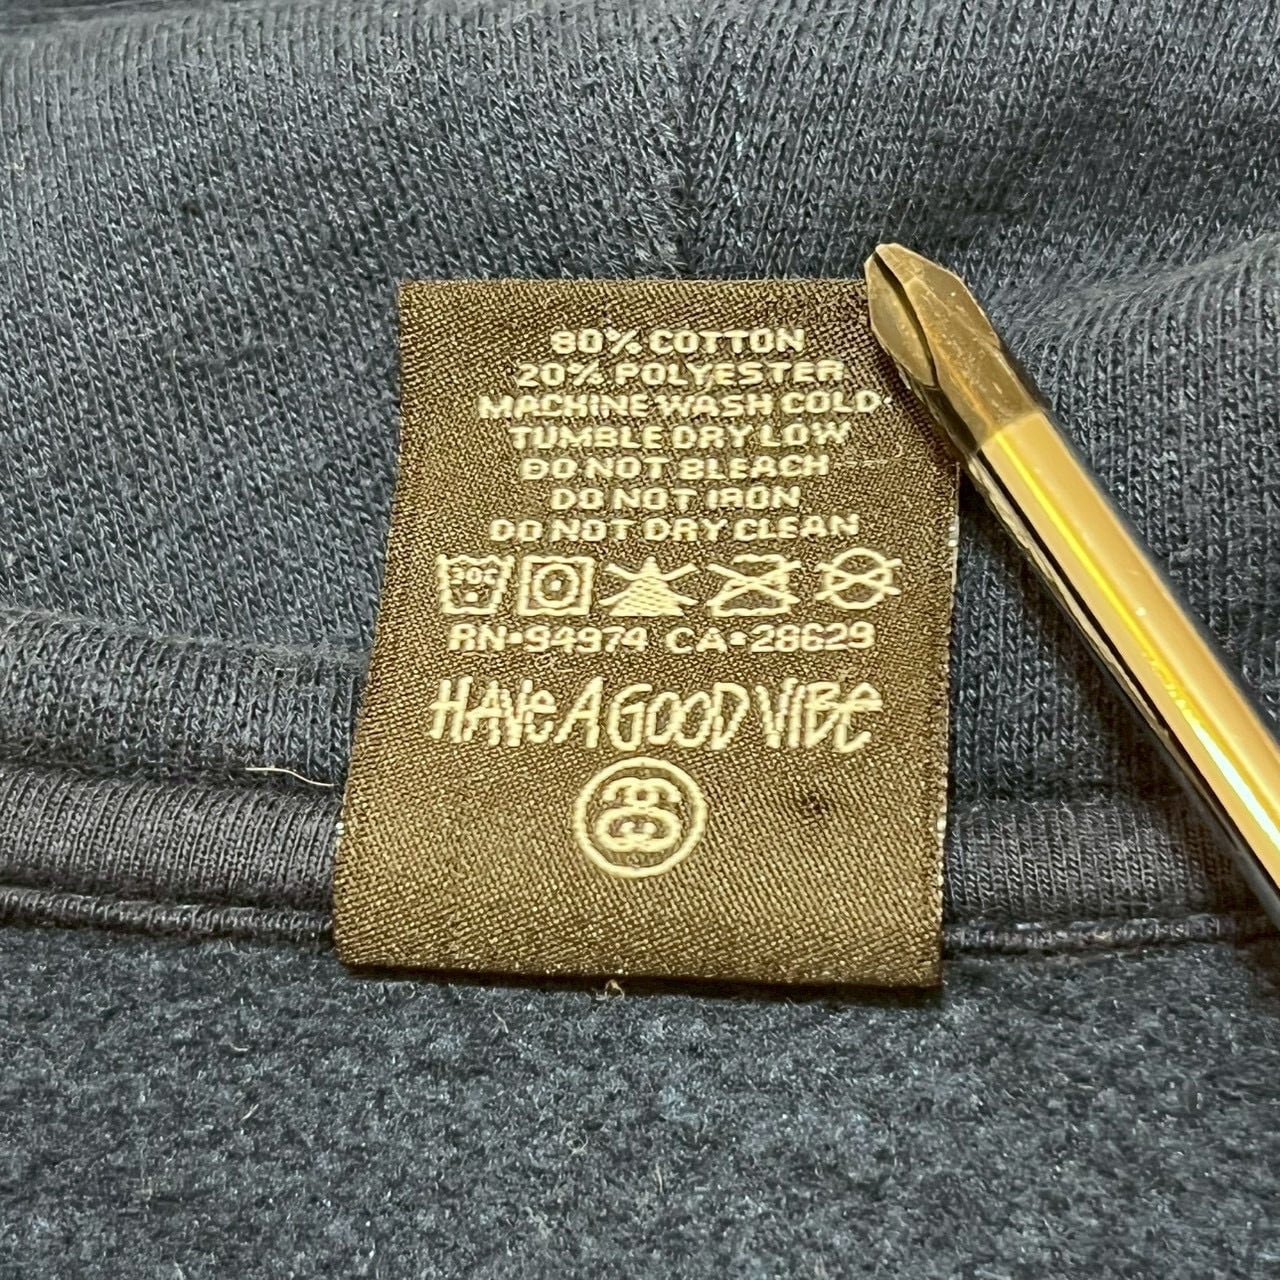 80% COTTON
20% POLYESTER
MACHINE WASH COLD
TUMBLE DRY LOW
DO NOT BLEACH
DO NOT IRON
DO NOT DRY CLEAN
30C
RN•94974 CA•28629
HAVE A GOOD VIBE